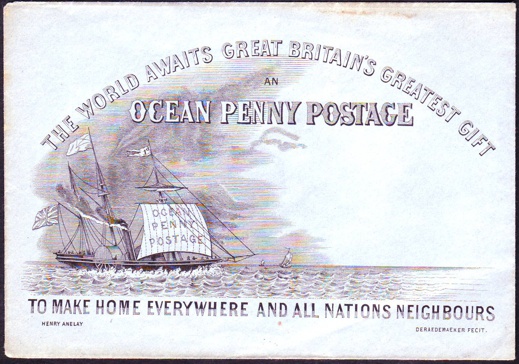 THE WORLD AWAITS GREAT BRITAIN'S GREATEST GIFT
AN
OCEAN PENNY POSTAGE
OCEAN
PENNY
POSTAGE
TO MAKE HOME EVERYWHERE AND ALL NATIONS NEIGHBOURS
HENRY ANELAY
DERAEDEMAEKER FECIT.